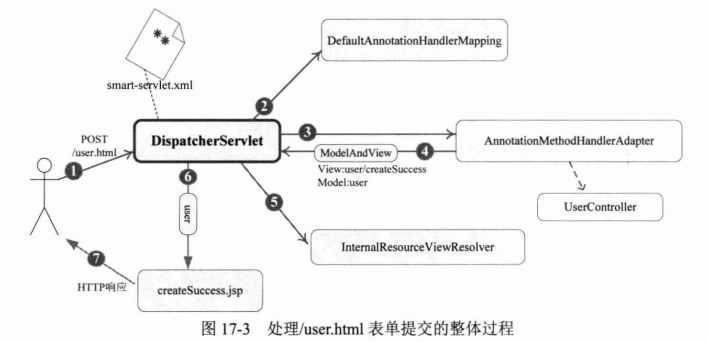 **
smart-servlet.xml
DefaultAnnotationHandlerMapping
2
POST
/user.html
1
DispatcherServlet
3
AnnotationMethodHandlerAdapter
ModelAndView
4
View:user/createSuccess
Model:user
6
user
5
UserController
InternalResourceViewResolver
7
HTTP响应
createSuccess.jsp
图 17-3 处理/user.html 表单提交的整体过程